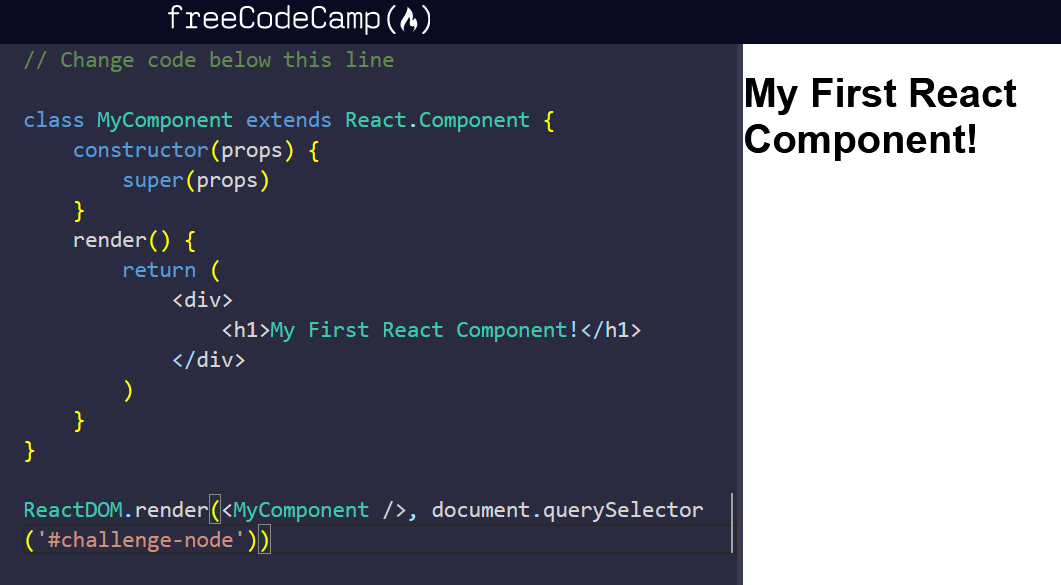 freeCodeCamp
// Change code below this line
class MyComponent extends React.Component {
    constructor(props) {
        super(props)
    }
    render() {
        return (
            <div>
                <h1>My First React Component!</h1>
            </div>
        )
    }
}
ReactDOM.render(<MyComponent />, document.querySelector
('#challenge-node'))
My First React
Component!